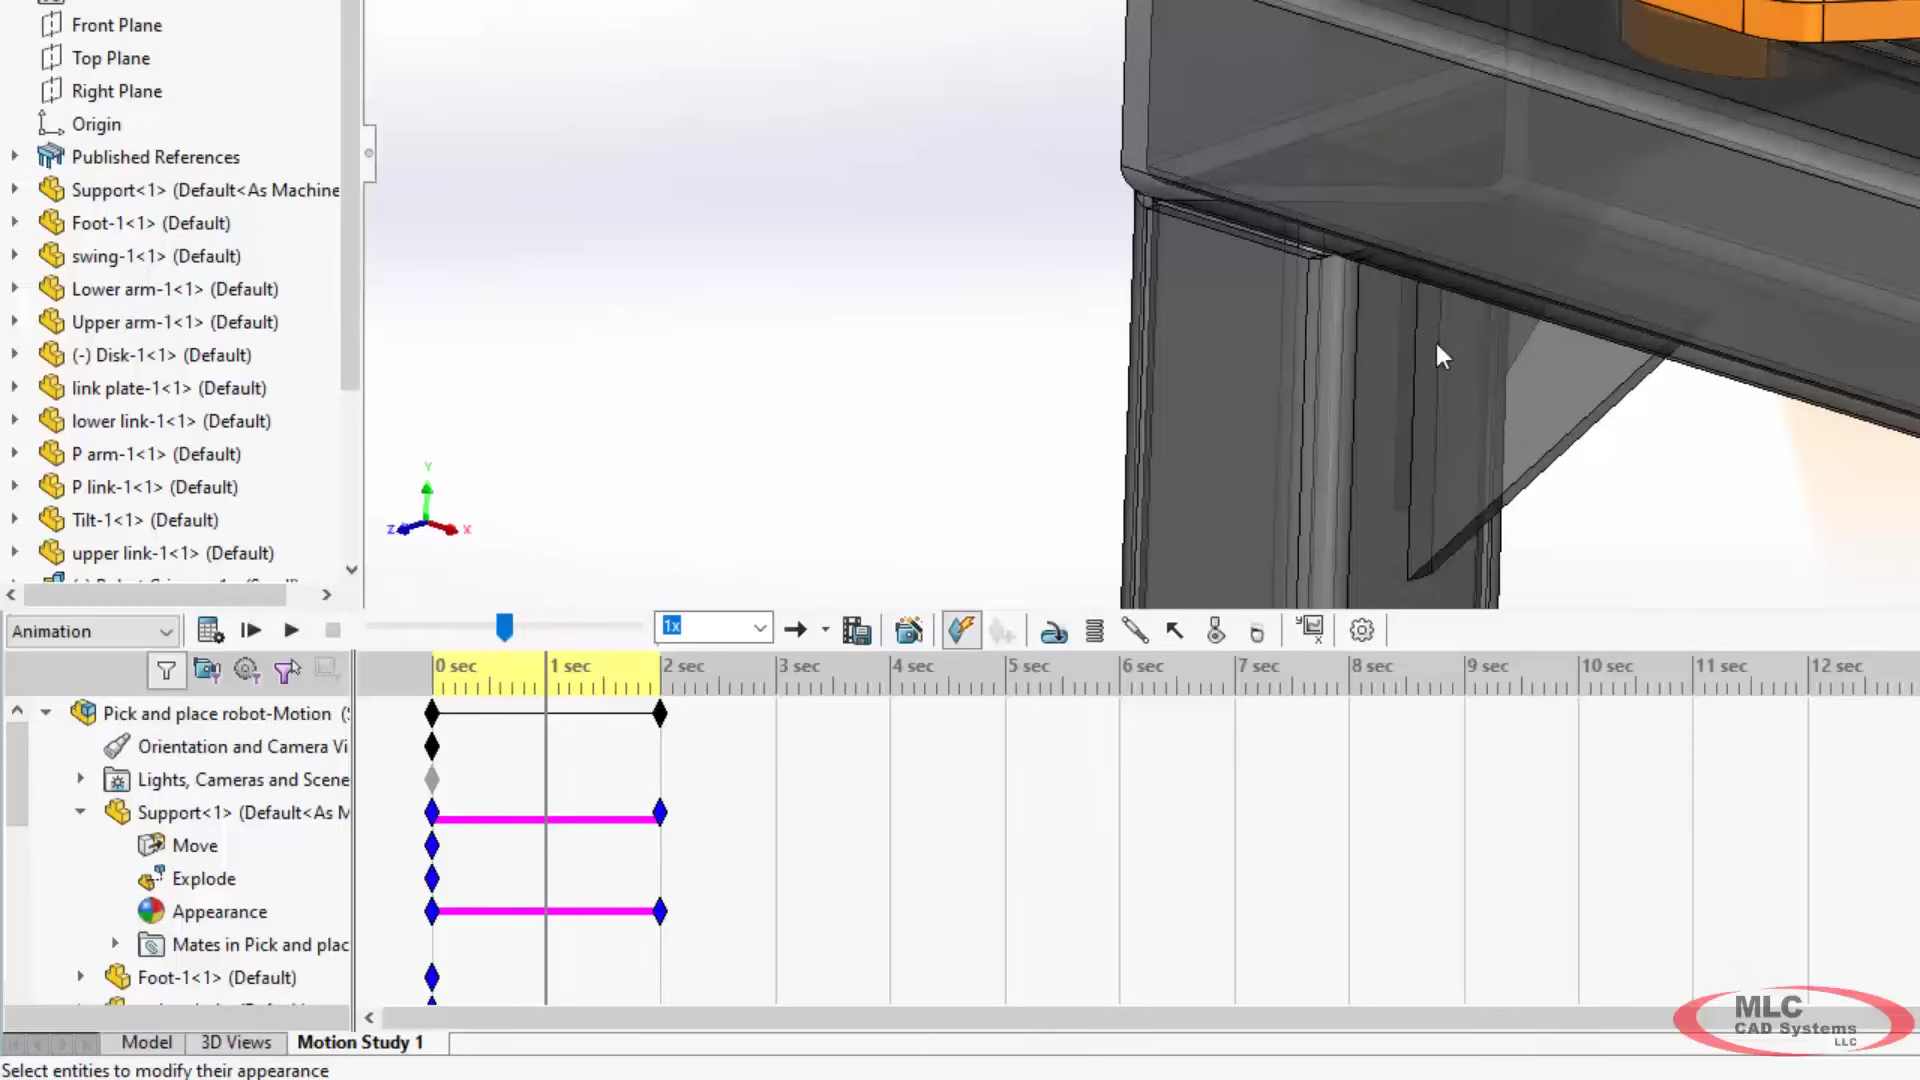 Front Plane
Top Plane
Right Plane
Origin
Published References
Support<1> (Default<As Machine
Foot-1<1> (Default)
swing-1<1> (Default)
Lower arm-1<1> (Default)
Upper arm-1<1> (Default)
(-) Disk-1<1> (Default)
link plate-1<1> (Default)
lower link-1<1> (Default)
P arm-1<1> (Default)
P link-1<1> (Default)
Tilt-1<1> (Default)
upper link-1<1> (Default)
Y
Z X
Animation
1x
0 sec 1 sec 2 sec 3 sec 4 sec 5 sec 6 sec 7 sec 8 sec 9 sec 10 sec 11 sec 12 sec
Pick and place robot-Motion (
Orientation and Camera Vi
Lights, Cameras and Scene
Support<1> (Default<As M
Move
Explode
Appearance
Mates in Pick and plac
Foot-1<1> (Default)
MLC
CAD Systems
LLC
Model 3D Views Motion Study 1
Select entities to modify their appearance